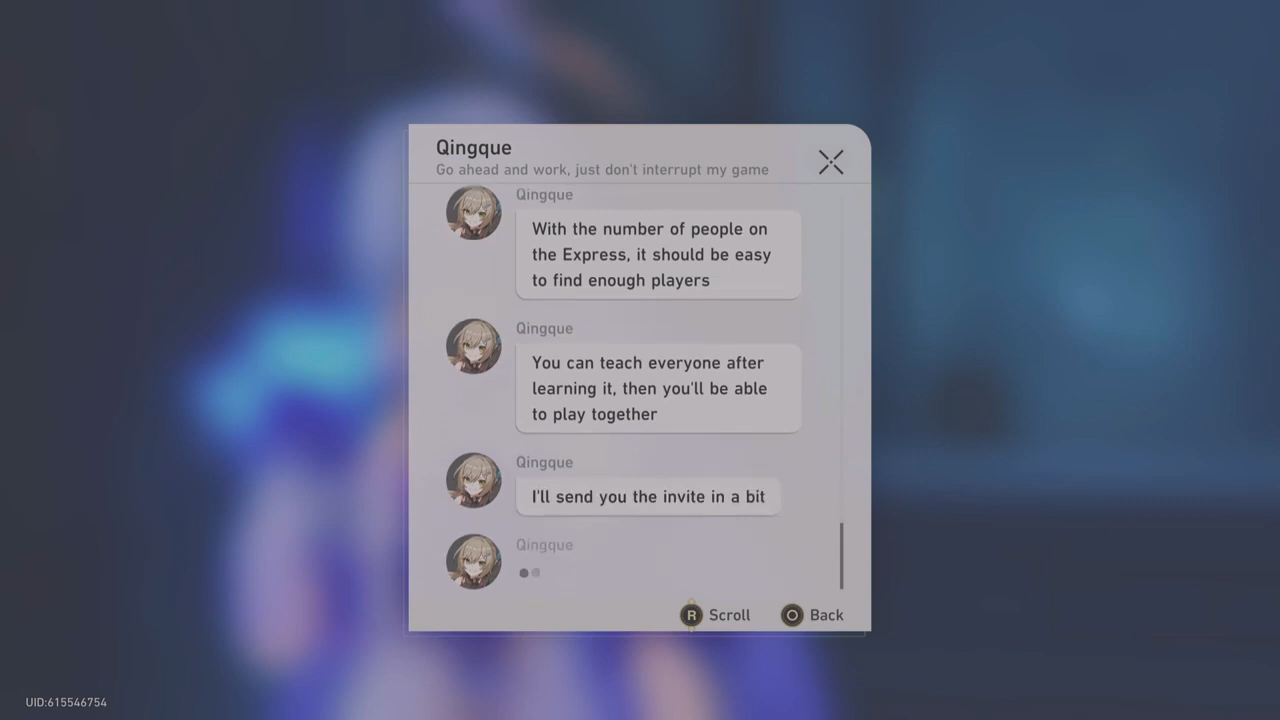 Qingque
Go ahead and work, just don't interrupt my game
Qingque
With the number of people on
the Express, it should be easy
to find enough players
Qingque
You can teach everyone after
learning it, then you'll be able
to play together
Qingque
I'll send you the invite in a bit
Qingque
R Scroll
Back
UID:615546754